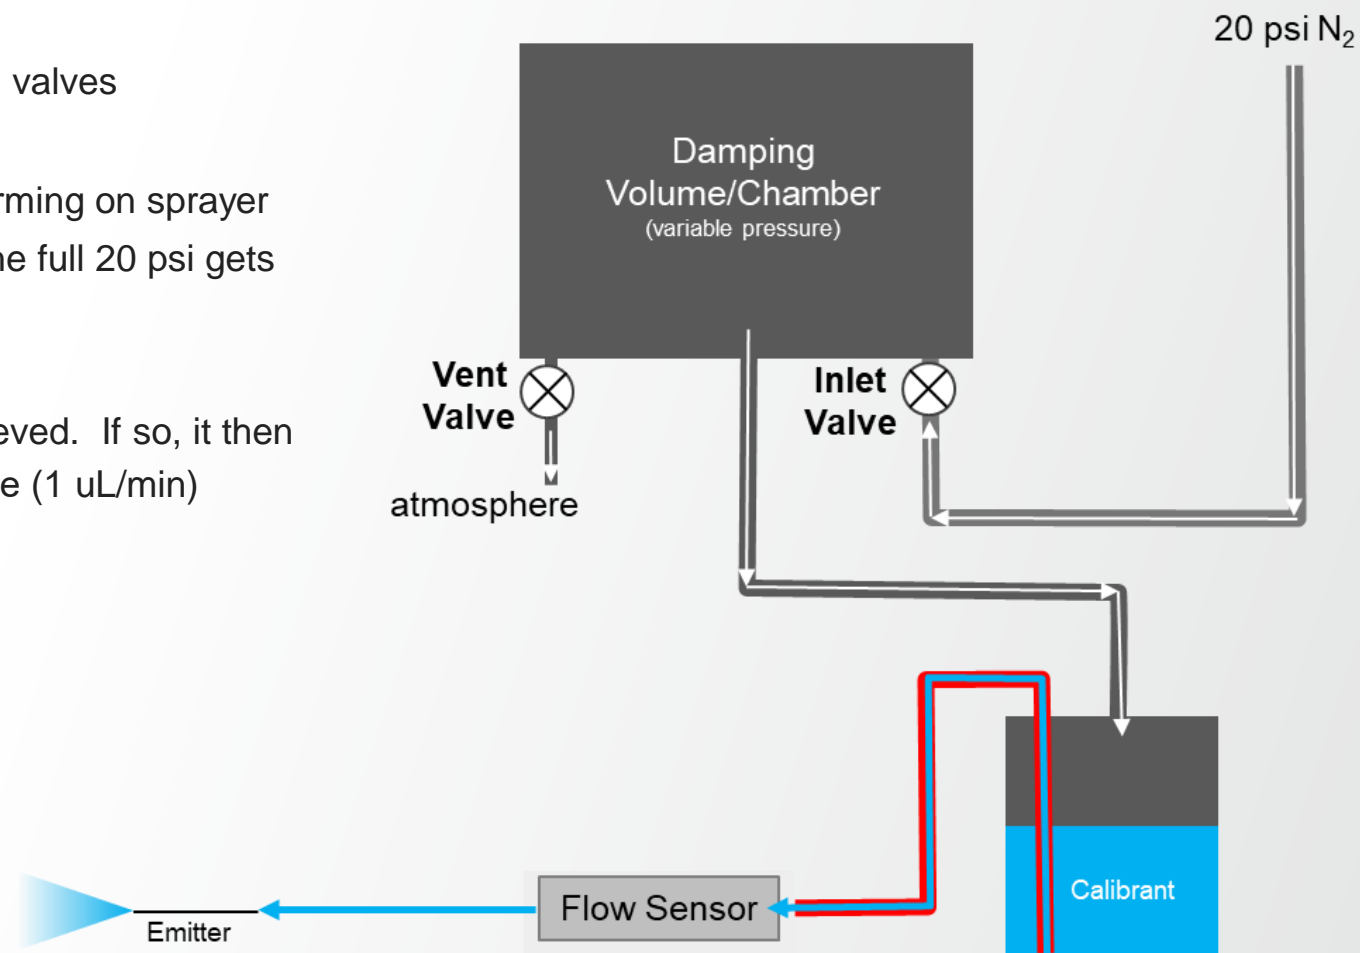 valves
rming on sprayer
he full 20 psi gets
eved.  If so, it then
e (1 uL/min)
20 psi N₂
Damping
Volume/Chamber
(variable pressure)
Vent
Valve
Inlet
Valve
atmosphere
Calibrant
Flow Sensor
Emitter